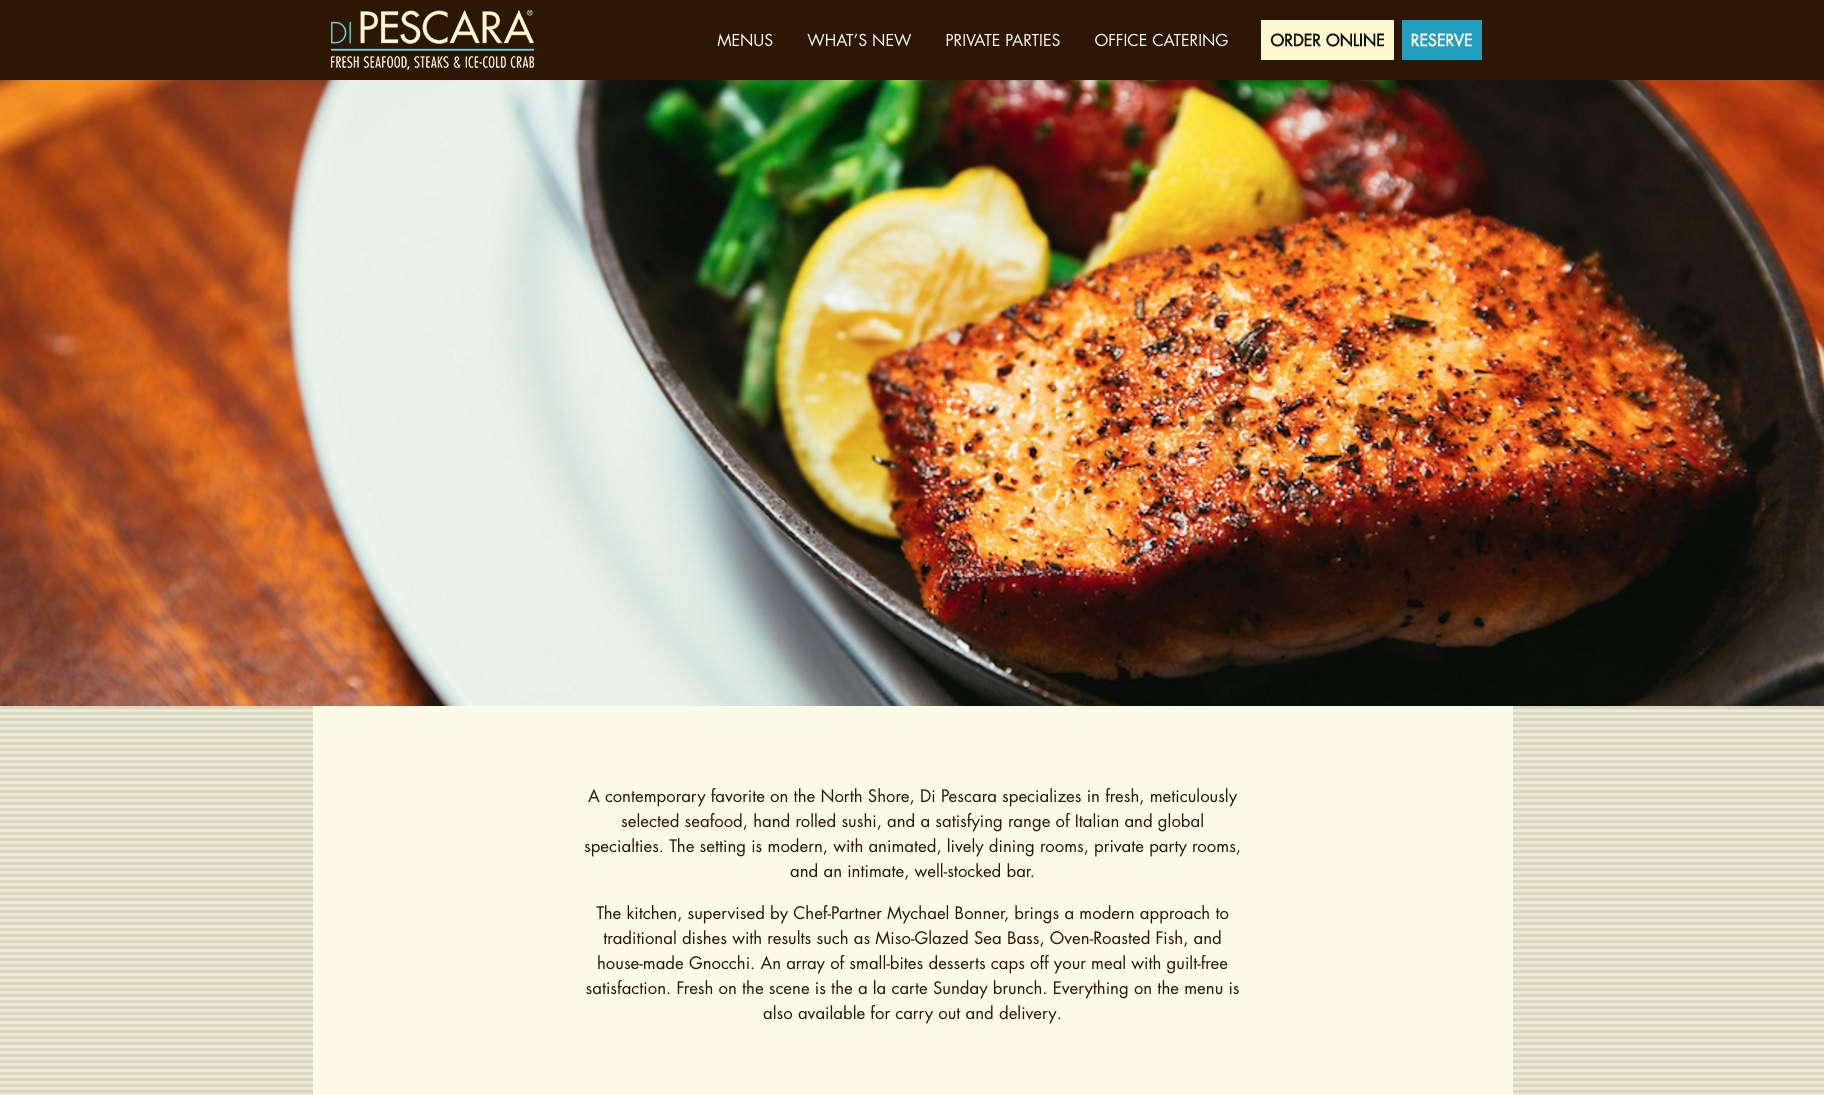 DI PESCARA®
FRESH SEAFOOD, STEAKS & ICE-COLD CRAB
MENUS
WHAT'S NEW
PRIVATE PARTIES
OFFICE CATERING
ORDER ONLINE
RESERVE
A contemporary favorite on the North Shore, Di Pescara specializes in fresh, meticulously
selected seafood, hand rolled sushi, and a satisfying range of Italian and global
specialties. The setting is modern, with animated, lively dining rooms, private party rooms,
and an intimate, well-stocked bar.
The kitchen, supervised by Chef-Partner Mychael Bonner, brings a modern approach to
traditional dishes with results such as Miso-Glazed Sea Bass, Oven-Roasted Fish, and
house-made Gnocchi. An array of small-bites desserts caps off your meal with guilt-free
satisfaction. Fresh on the scene is the a la carte Sunday brunch. Everything on the menu is
also available for carry out and delivery.